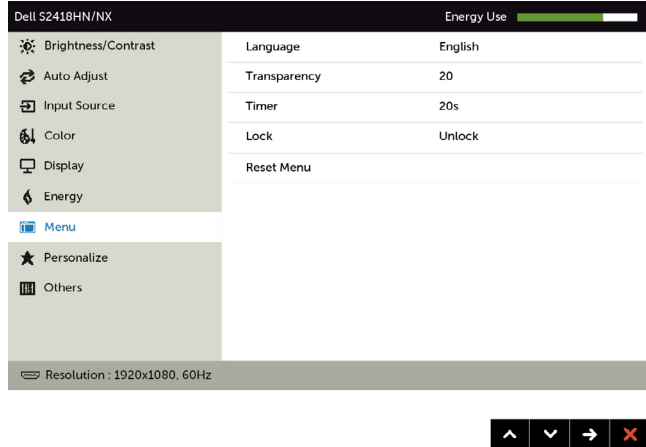 Dell S2418HN/NX Energy Use
Brightness/Contrast Language English
Auto Adjust Transparency 20
Input Source Timer 20s
Color Lock Unlock
Display Reset Menu
Energy
Menu
Personalize
Others
Resolution : 1920x1080, 60Hz